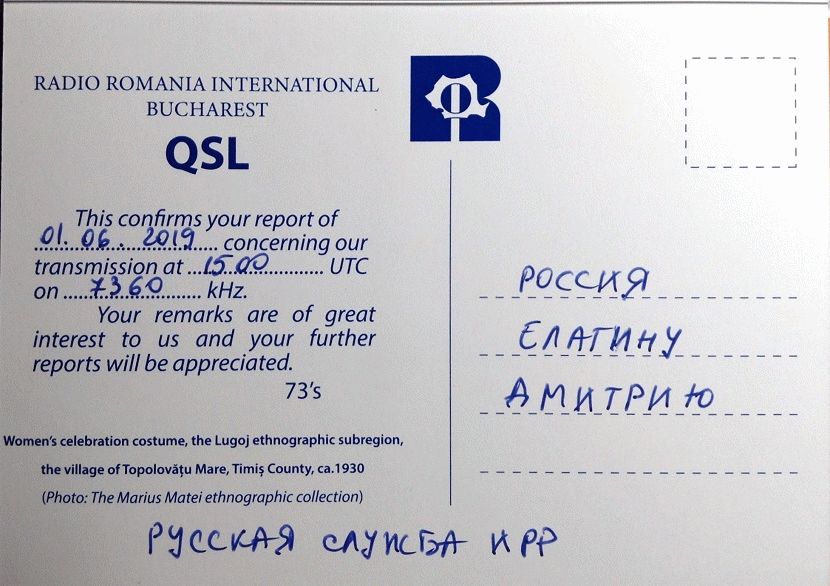 RADIO ROMANIA INTERNATIONAL
BUCHAREST
QSL
This confirms your report of
01.06.2019 concerning our
transmission at 15.00 UTC
on 7360 kHz.
Your remarks are of great
interest to us and your further
reports will be appreciated.
73's
Women's celebration costume, the Lugoj ethnographic subregion,
the village of Topolovățu Mare, Timiș County, ca.1930
(Photo: The Marius Matei ethnographic collection)
РОССИЯ
ЕЛАГИНУ
ДМИТРИЮ
РУССКАЯ СЛУЖБА ИРР